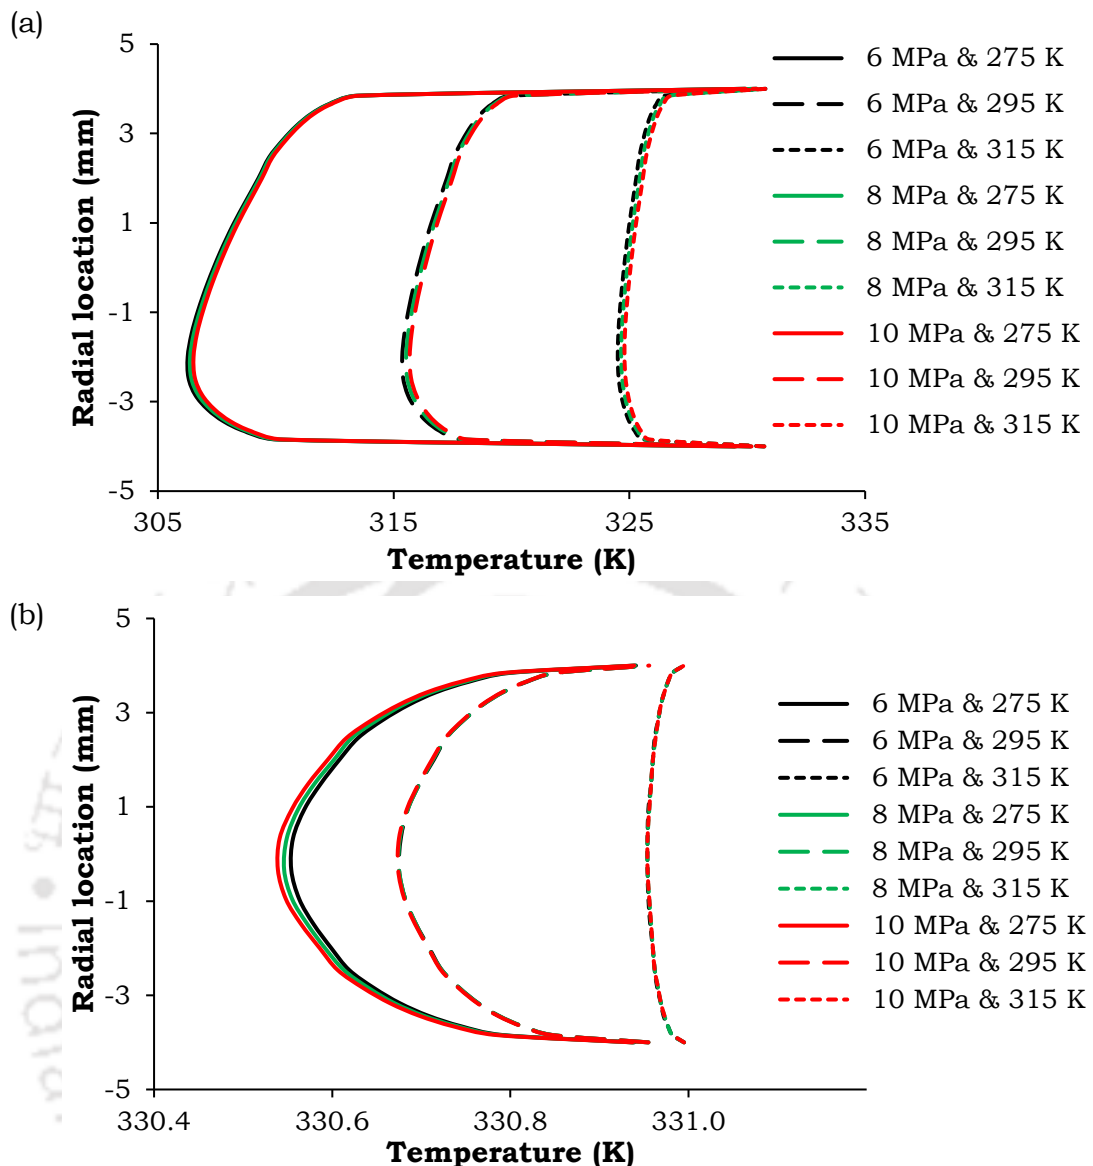 (a)
5
3
1
-1
-3
-5
Radial location (mm)
305
315
325
335
Temperature (K)
6 MPa & 275 K
6 MPa & 295 K
6 MPa & 315 K
8 MPa & 275 K
8 MPa & 295 K
8 MPa & 315 K
10 MPa & 275 K
10 MPa & 295 K
10 MPa & 315 K
(b)
5
3
1
-1
-3
-5
Radial location (mm)
330.4
330.6
330.8
331.0
Temperature (K)
6 MPa & 275 K
6 MPa & 295 K
6 MPa & 315 K
8 MPa & 275 K
8 MPa & 295 K
8 MPa & 315 K
10 MPa & 275 K
10 MPa & 295 K
10 MPa & 315 K